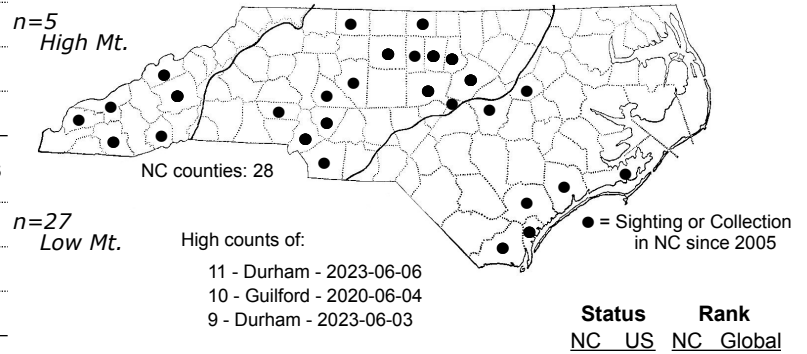 n=5
High Mt.
NC counties: 28
n=27
Low Mt.
High counts of:
11 - Durham - 2023-06-06
10 - Guilford - 2020-06-04
9 - Durham - 2023-06-03
● = Sighting or Collection
in NC since 2005
Status Rank
NC US NC Global